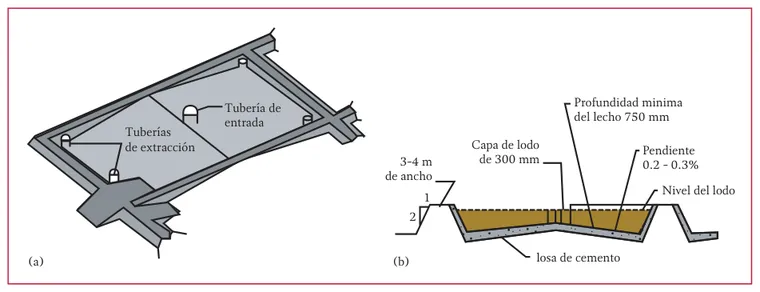 Tubería de
entrada
Tuberías
de extracción
(a)
Profundidad minima
del lecho 750 mm
Capa de lodo
de 300 mm
Pendiente
0.2 - 0.3%
3-4 m
de ancho
Nivel del lodo
1
2
losa de cemento
(b)